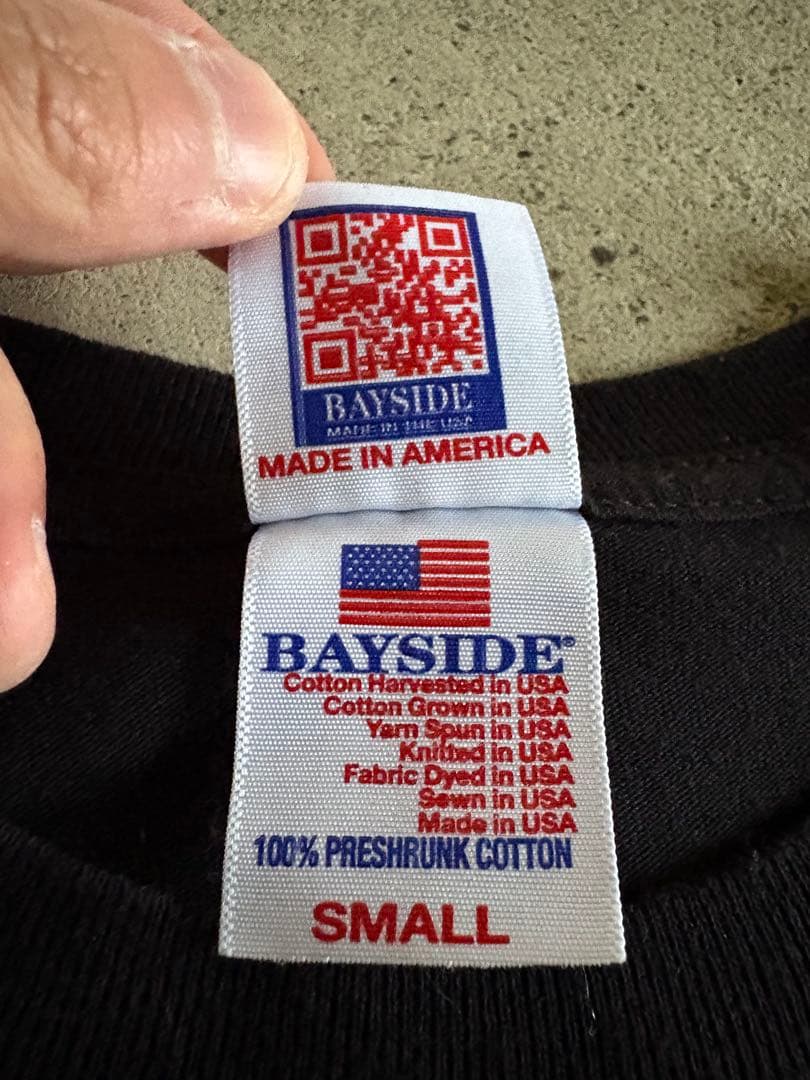 BAYSIDE
MADE IN THE USA
MADE IN AMERICA
BAYSIDE®
Cotton Harvested in USA
Cotton Grown in USA
Yarn Spun in USA
Knitted in USA
Fabric Dyed in USA
Sewn in USA
Made in USA
100% PRESHRUNK COTTON
SMALL